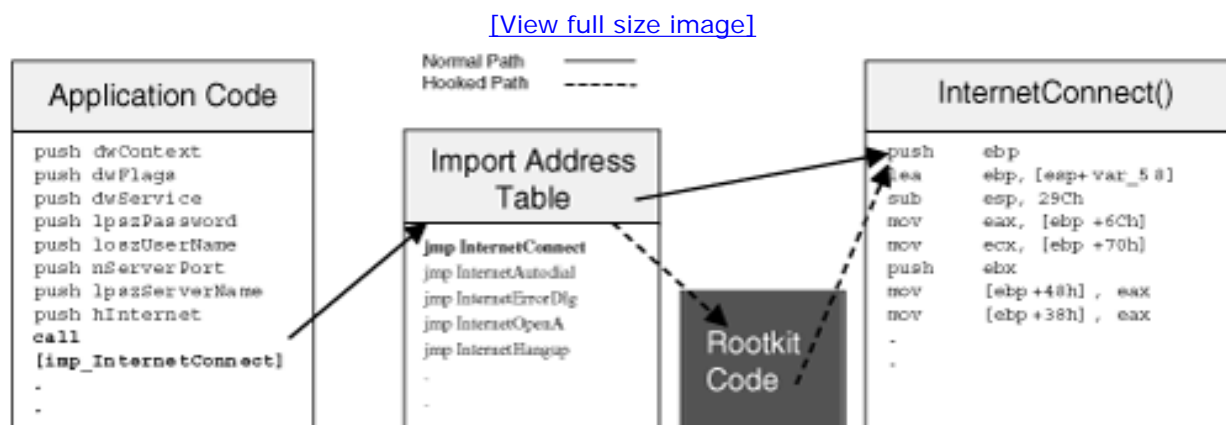 [View full size image]
Normal Path
Hooked Path
Application Code
push dwContext
push dwFlags
push dwService
push lpszPassword
push loszUserName
push nServerPort
push lpszServerName
push hInternet
call
[imp_InternetConnect]
.
.
Import Address
Table
jmp InternetConnect
jmp InternetAutodial
jmp InternetErrorDlg
jmp InternetOpenA
jmp InternetHangup
.
.
Rootkit
Code
InternetConnect()
push ebp
lea ebp, [esp+var_58]
sub esp, 29Ch
mov eax, [ebp +6Ch]
mov ecx, [ebp +70h]
push ebx
mov [ebp +48h] , eax
mov [ebp +38h] , eax
.
.